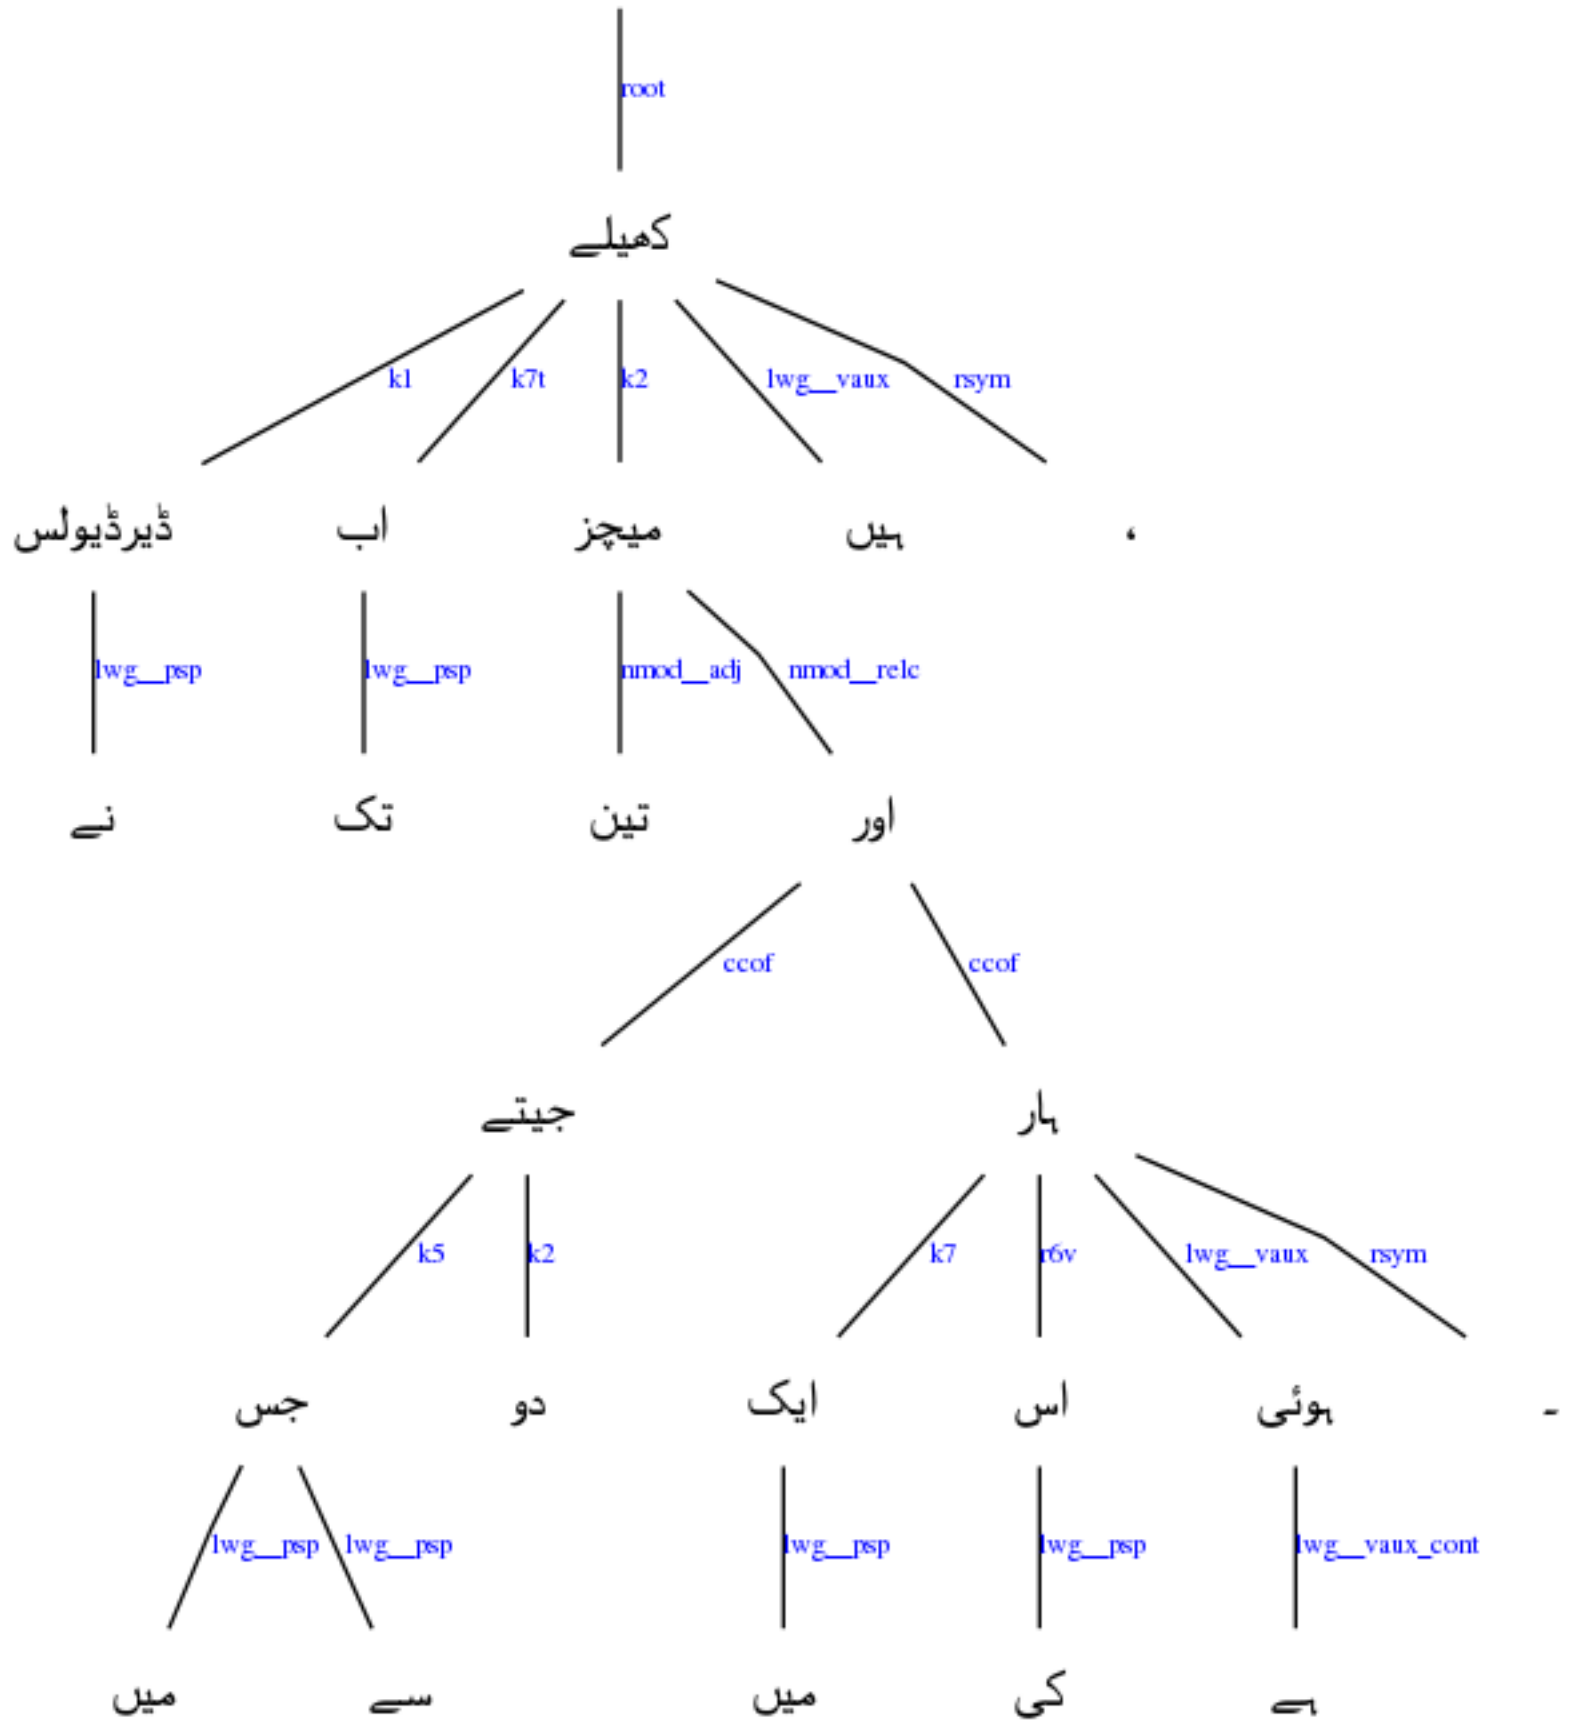 root
کھیلے
k1 k7t k2 lwg__vaux rsym
ڈیرڈیولس اب میچز ہیں ،
lwg__psp lwg__psp nmod__adj nmod__relc
نے تک تین اور
ccof ccof
جیتے ہار
k5 k2 k7 r6v lwg__vaux rsym
جس دو ایک اس ہوئی ۔
lwg__psp lwg__psp lwg__psp lwg__psp lwg__vaux_cont
میں سے میں کی ہے